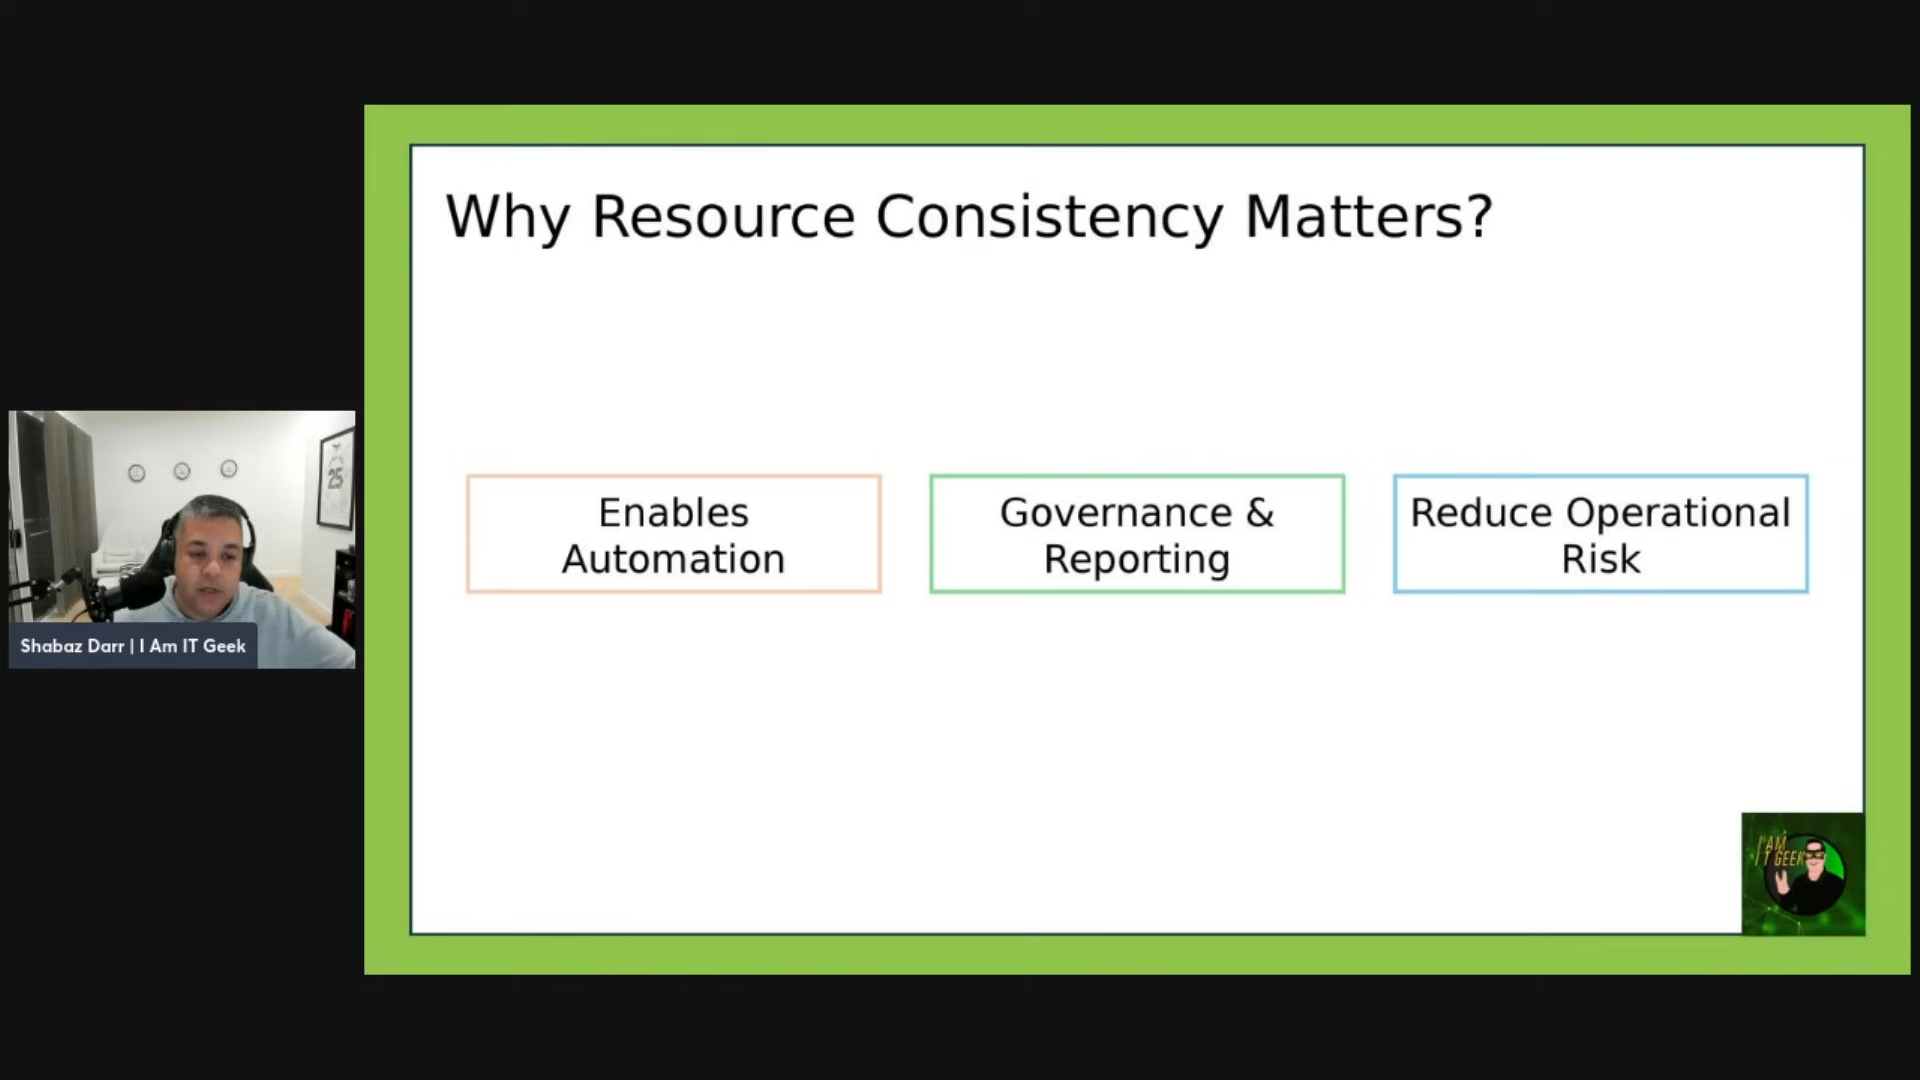 Why Resource Consistency Matters?
Enables
Automation
Governance &
Reporting
Reduce Operational
Risk
25
Shabaz Darr | I Am IT Geek
I AM
IT GEEK